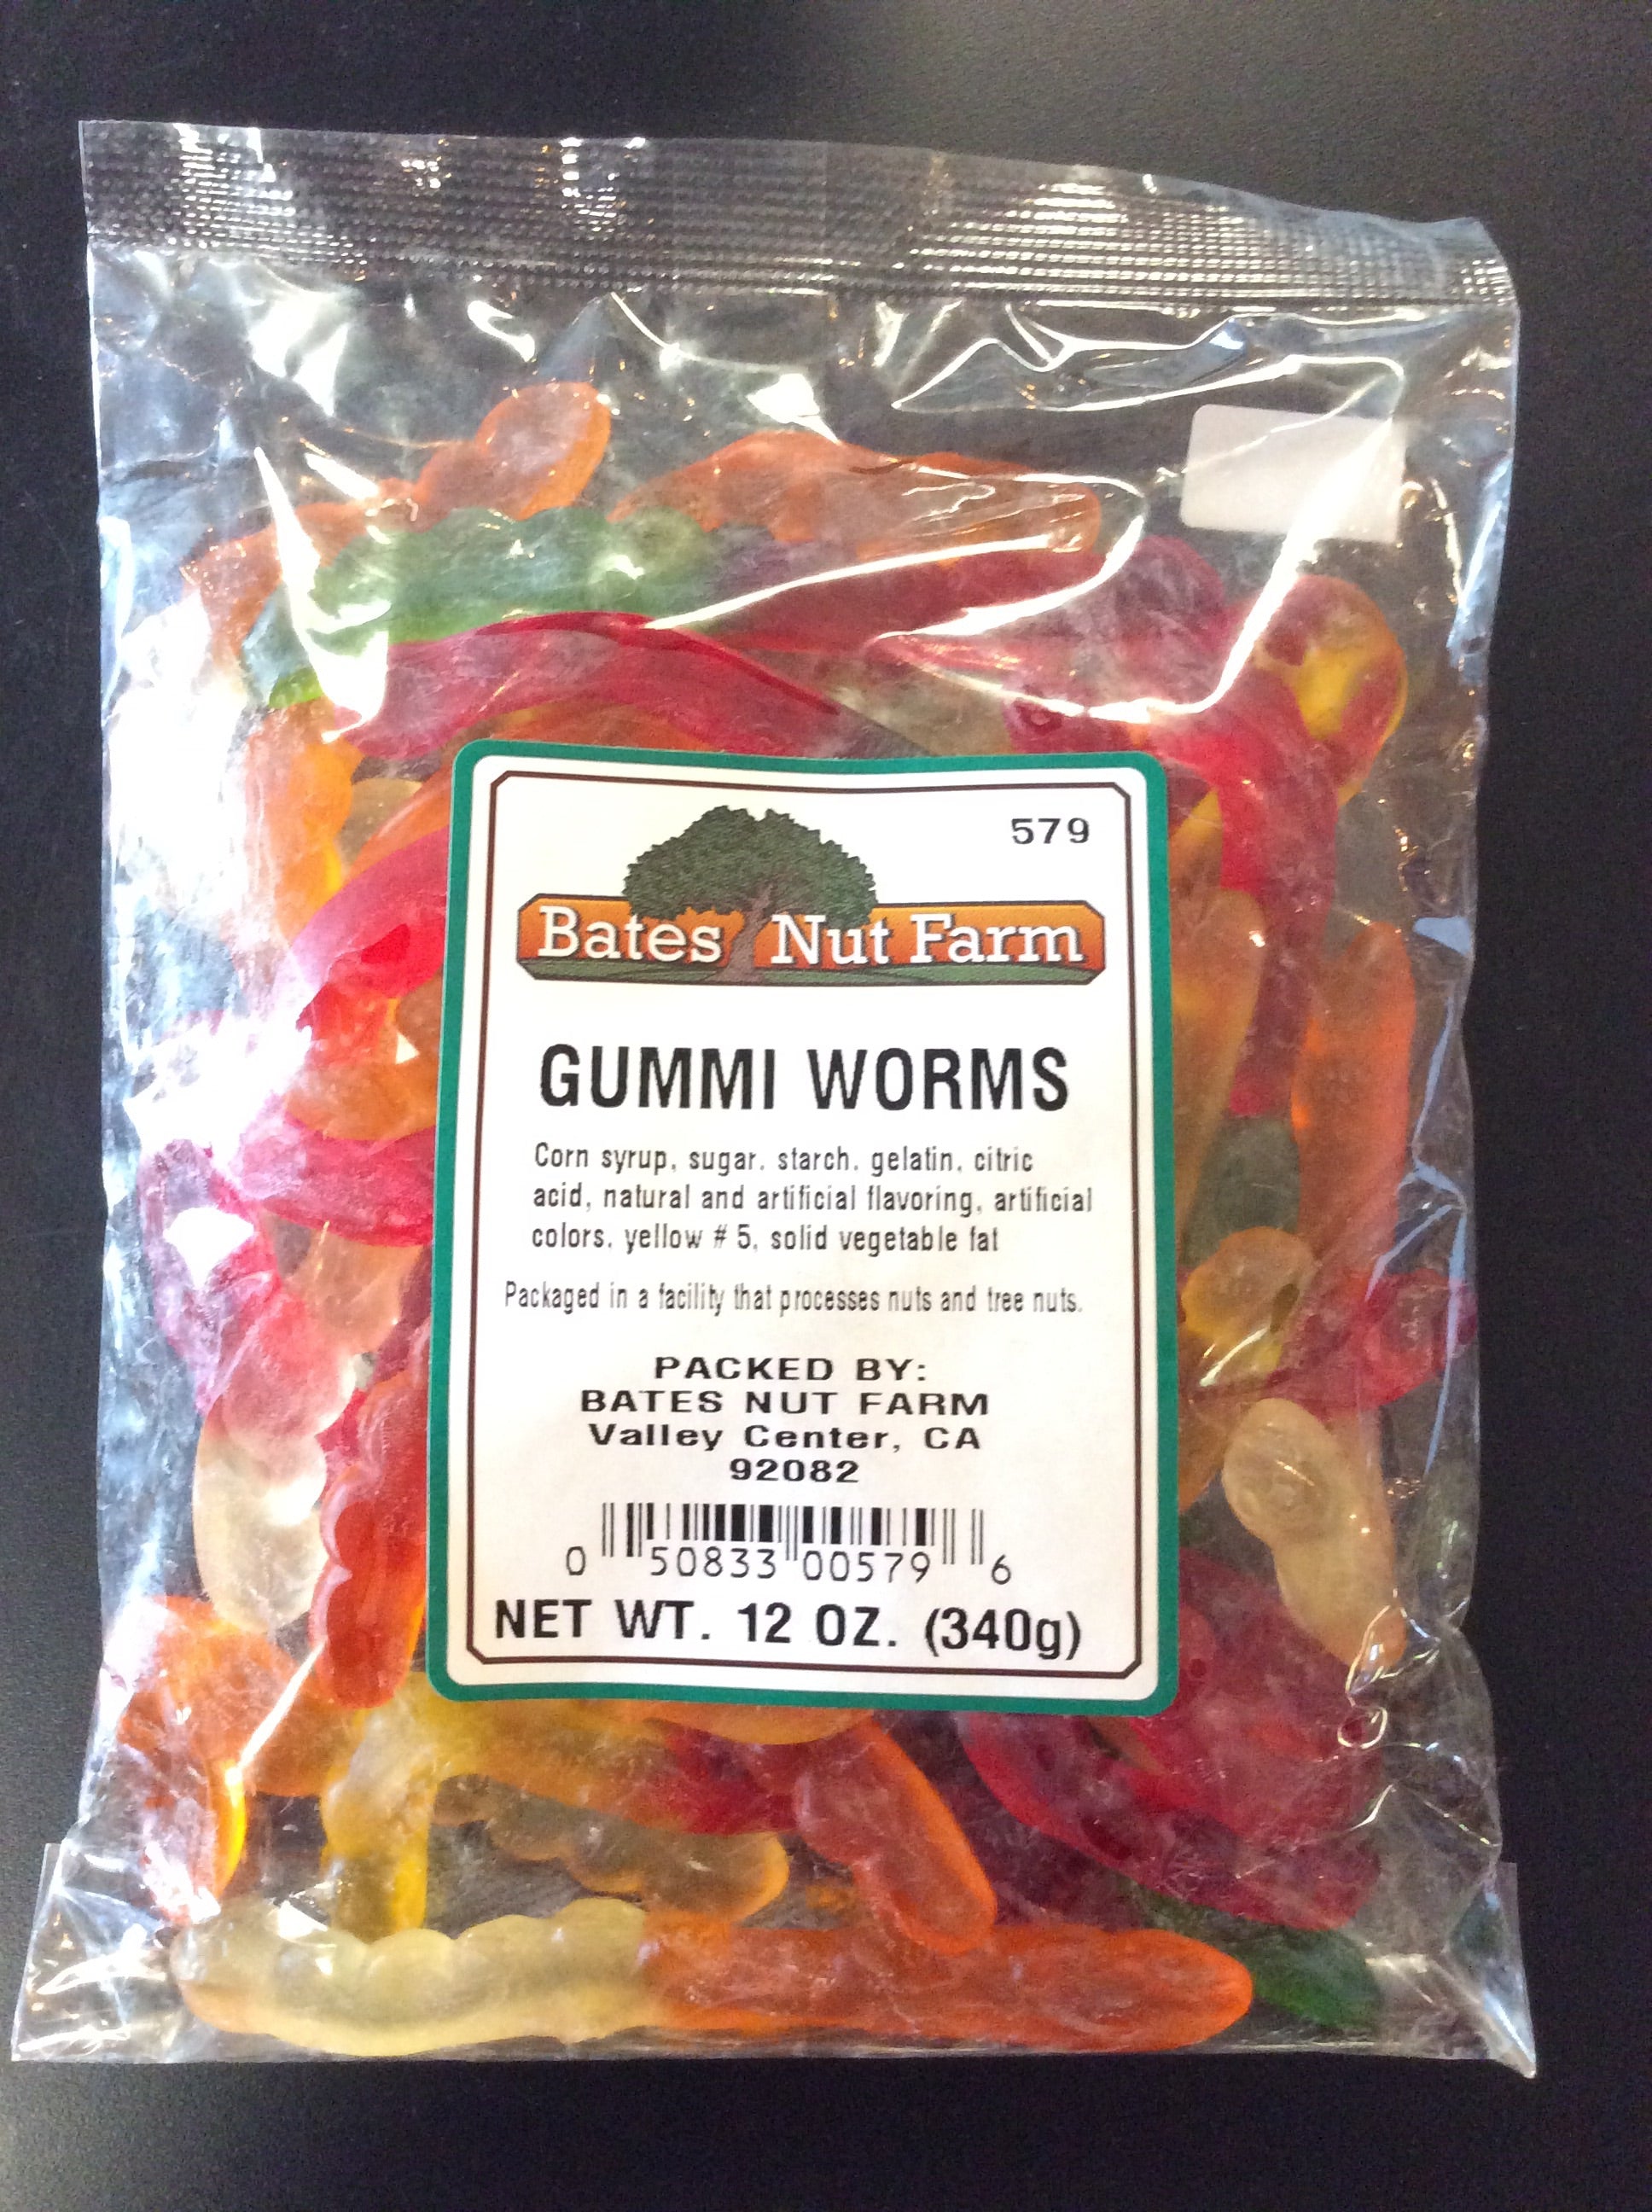 579
Bates Nut Farm
GUMMI WORMS
Corn syrup, sugar, starch, gelatin, citric
acid, natural and artificial flavoring, artificial
colors, yellow # 5, solid vegetable fat
Packaged in a facility that processes nuts and tree nuts.
PACKED BY:
BATES NUT FARM
Valley Center, CA
92082
0 50833 00579 6
NET WT. 12 OZ. (340g)